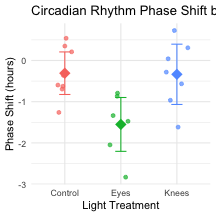 Circadian Rhythm Phase Shift b
Phase Shift (hours)
0
-1
-2
-3
Control Eyes Knees
Light Treatment